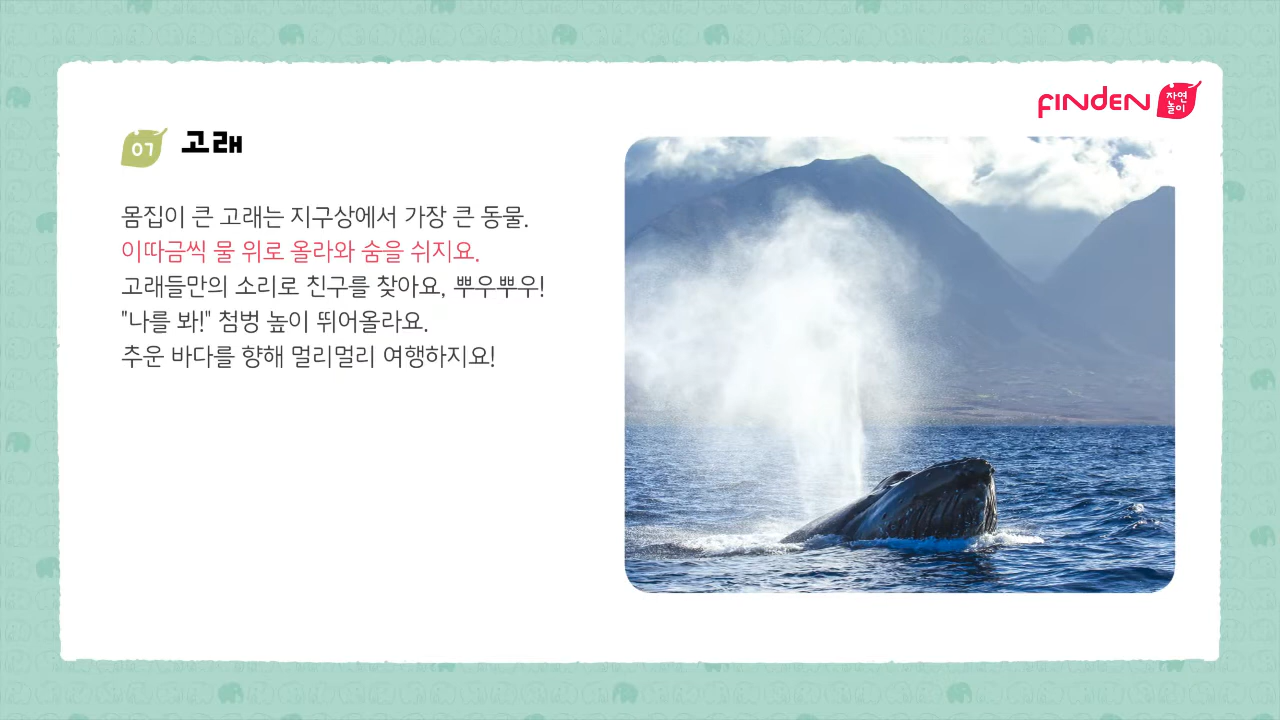 FINDEN 자연
놀이
07 고래
몸집이 큰 고래는 지구상에서 가장 큰 동물.
이따금씩 물 위로 올라와 숨을 쉬지요.
고래들만의 소리로 친구를 찾아요, 뿌우뿌우!
"나를 봐!" 첨벙 높이 뛰어올라요.
추운 바다를 향해 멀리멀리 여행하지요!